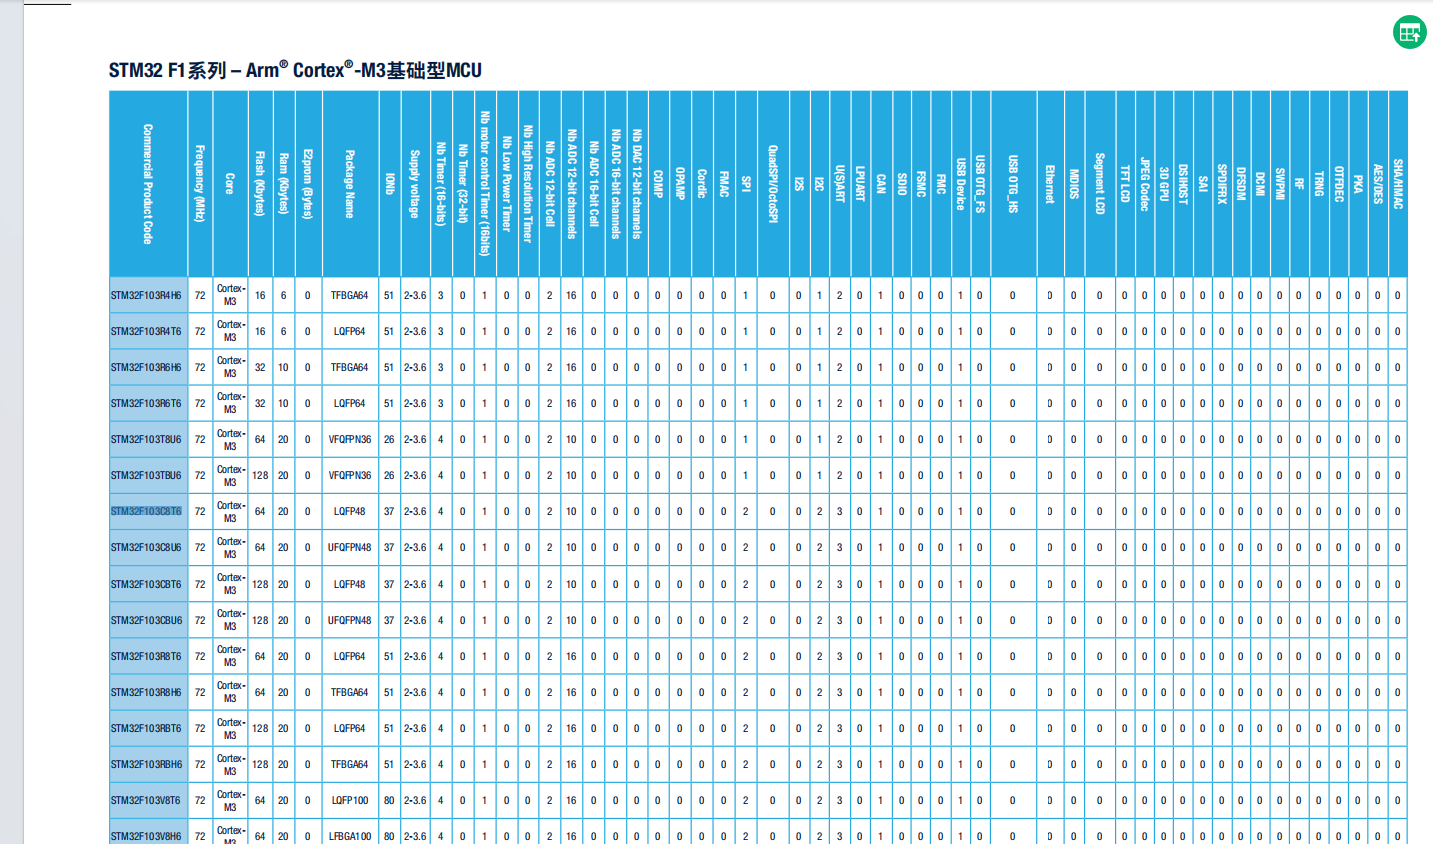 STM32 F1系列 – Arm® Cortex®-M3基础型MCU
Commercial Product Code
Frequency (MHz)
Core
Flash (Kbytes)
Ram (Kbytes)
E2prom (Bytes)
Package Name
IONb
Supply voltage
Nb Timer (16-bits)
Nb Timer (32-bit)
Nb motor control Timer (16bits)
Nb Low Power Timer
Nb High Resolution Timer
Nb ADC 12-bit Cell
Nb ADC 12-bit channels
Nb ADC 16-bit Cell
Nb ADC 16-bit channels
Nb DAC 12-bit channels
COMP
OPAMP
Cordic
FMAC
SPI
QuadSPI/OctoSPI
I2S
I2C
U(S)ART
LPUART
CAN
SDIO
FSMC
FMC
USB Device
USB OTG_FS
USB OTG_HS
Ethernet
MDIOS
Segment LCD
TFT LCD
JPEG Codec
3D GPU
DSI HOST
SAI
SPDIFRX
DFSDM
DCMI
SWPMI
RF
TRNG
OTFDEC
PKA
AES/DES
SHA/HMAC
STM32F103R4H6 72 Cortex-M3 16 6 0 TFBGA64 51 2-3.6 3 0 1 0 0 2 16 0 0 0 0 0 0 0 1 0 0 1 2 0 1 0 0 0 1 0 0 0 0 0 0 0 0 0 0 0 0 0 0 0 0 0 0 0 0
STM32F103R4T6 72 Cortex-M3 16 6 0 LQFP64 51 2-3.6 3 0 1 0 0 2 16 0 0 0 0 0 0 0 1 0 0 1 2 0 1 0 0 0 1 0 0 0 0 0 0 0 0 0 0 0 0 0 0 0 0 0 0 0 0
STM32F103R6H6 72 Cortex-M3 32 10 0 TFBGA64 51 2-3.6 3 0 1 0 0 2 16 0 0 0 0 0 0 0 1 0 0 1 2 0 1 0 0 0 1 0 0 0 0 0 0 0 0 0 0 0 0 0 0 0 0 0 0 0 0
STM32F103R6T6 72 Cortex-M3 32 10 0 LQFP64 51 2-3.6 3 0 1 0 0 2 16 0 0 0 0 0 0 0 1 0 0 1 2 0 1 0 0 0 1 0 0 0 0 0 0 0 0 0 0 0 0 0 0 0 0 0 0 0 0
STM32F103T8U6 72 Cortex-M3 64 20 0 VFQFPN36 26 2-3.6 4 0 1 0 0 2 10 0 0 0 0 0 0 0 1 0 0 1 2 0 1 0 0 0 1 0 0 0 0 0 0 0 0 0 0 0 0 0 0 0 0 0 0 0 0
STM32F103TBU6 72 Cortex-M3 128 20 0 VFQFPN36 26 2-3.6 4 0 1 0 0 2 10 0 0 0 0 0 0 0 1 0 0 1 2 0 1 0 0 0 1 0 0 0 0 0 0 0 0 0 0 0 0 0 0 0 0 0 0 0 0
STM32F103C8T6 72 Cortex-M3 64 20 0 LQFP48 37 2-3.6 4 0 1 0 0 2 10 0 0 0 0 0 0 0 2 0 0 2 3 0 1 0 0 0 1 0 0 0 0 0 0 0 0 0 0 0 0 0 0 0 0 0 0 0 0
STM32F103C8U6 72 Cortex-M3 64 20 0 UFQFPN48 37 2-3.6 4 0 1 0 0 2 10 0 0 0 0 0 0 0 2 0 0 2 3 0 1 0 0 0 1 0 0 0 0 0 0 0 0 0 0 0 0 0 0 0 0 0 0 0 0
STM32F103CBT6 72 Cortex-M3 128 20 0 LQFP48 37 2-3.6 4 0 1 0 0 2 10 0 0 0 0 0 0 0 2 0 0 2 3 0 1 0 0 0 1 0 0 0 0 0 0 0 0 0 0 0 0 0 0 0 0 0 0 0 0
STM32F103CBU6 72 Cortex-M3 128 20 0 UFQFPN48 37 2-3.6 4 0 1 0 0 2 10 0 0 0 0 0 0 0 2 0 0 2 3 0 1 0 0 0 1 0 0 0 0 0 0 0 0 0 0 0 0 0 0 0 0 0 0 0 0
STM32F103R8T6 72 Cortex-M3 64 20 0 LQFP64 51 2-3.6 4 0 1 0 0 2 16 0 0 0 0 0 0 0 2 0 0 2 3 0 1 0 0 0 1 0 0 0 0 0 0 0 0 0 0 0 0 0 0 0 0 0 0 0 0
STM32F103R8H6 72 Cortex-M3 64 20 0 TFBGA64 51 2-3.6 4 0 1 0 0 2 16 0 0 0 0 0 0 0 2 0 0 2 3 0 1 0 0 0 1 0 0 0 0 0 0 0 0 0 0 0 0 0 0 0 0 0 0 0 0
STM32F103RBT6 72 Cortex-M3 128 20 0 LQFP64 51 2-3.6 4 0 1 0 0 2 16 0 0 0 0 0 0 0 2 0 0 2 3 0 1 0 0 0 1 0 0 0 0 0 0 0 0 0 0 0 0 0 0 0 0 0 0 0 0
STM32F103RBH6 72 Cortex-M3 128 20 0 TFBGA64 51 2-3.6 4 0 1 0 0 2 16 0 0 0 0 0 0 0 2 0 0 2 3 0 1 0 0 0 1 0 0 0 0 0 0 0 0 0 0 0 0 0 0 0 0 0 0 0 0
STM32F103V8T6 72 Cortex-M3 64 20 0 LQFP100 80 2-3.6 4 0 1 0 0 2 16 0 0 0 0 0 0 0 2 0 0 2 3 0 1 0 0 0 1 0 0 0 0 0 0 0 0 0 0 0 0 0 0 0 0 0 0 0 0
STM32F103V8H6 72 Cortex-M3 64 20 0 LFBGA100 80 2-3.6 4 0 1 0 0 2 16 0 0 0 0 0 0 0 2 0 0 2 3 0 1 0 0 0 1 0 0 0 0 0 0 0 0 0 0 0 0 0 0 0 0 0 0 0 0